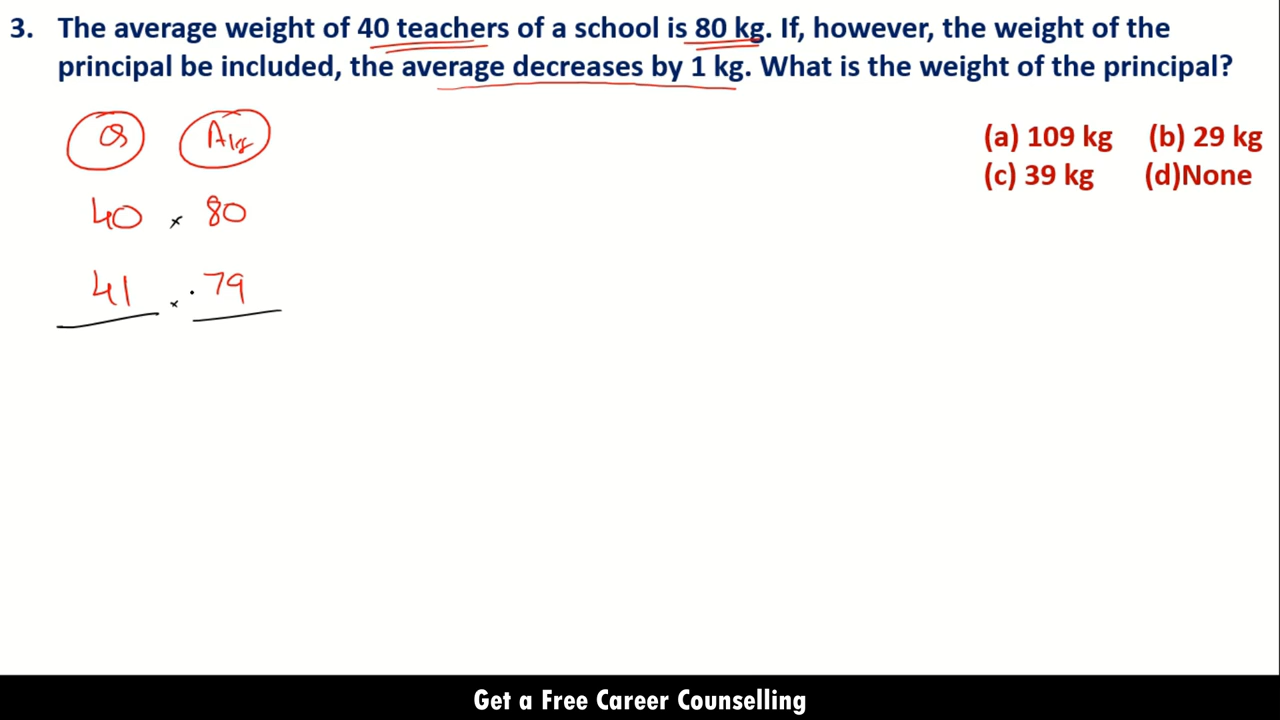 3. The average weight of 40 teachers of a school is 80 kg. If, however, the weight of the
principal be included, the average decreases by 1 kg. What is the weight of the principal?
(a) 109 kg (b) 29 kg
(c) 39 kg (d)None
40 × 80
41 × 79
Get a Free Career Counselling